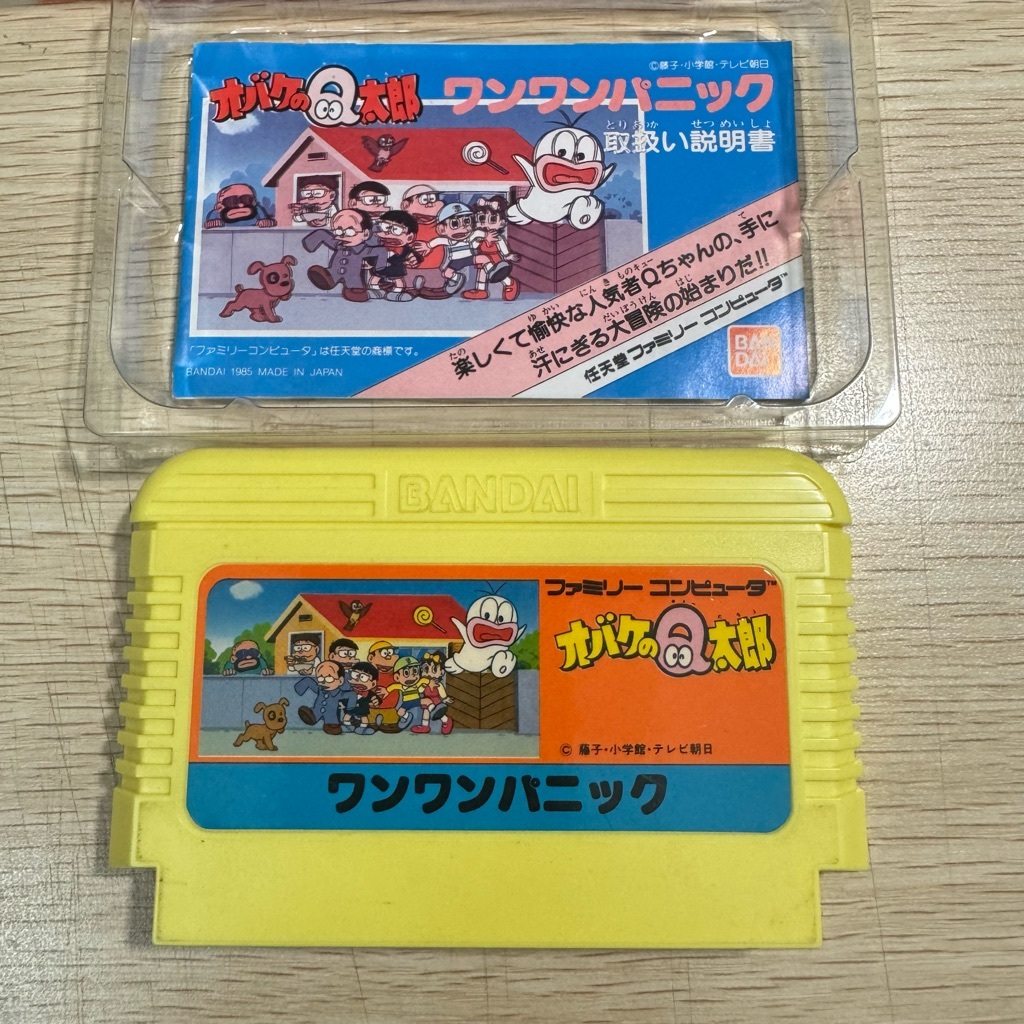 ©藤子・小学館・テレビ朝日
オバケのQ太郎 ワンワンパニック
とりあつか せつめいしょ
取扱い説明書
ゆかい にんきものキュー て
楽しくて愉快な人気者Qちゃんの、手に
たの
あせ だいぼうけん はじ
汗にぎる大冒険の始まりだ!!
任天堂 ファミリー コンピュータ™
「ファミリーコンピュータ」は任天堂の商標です。
BANDAI 1985 MADE IN JAPAN
BANDAI
BANDAI
ファミリー コンピュータ™
オバケのQ太郎
© 藤子・小学館・テレビ朝日
ワンワンパニック